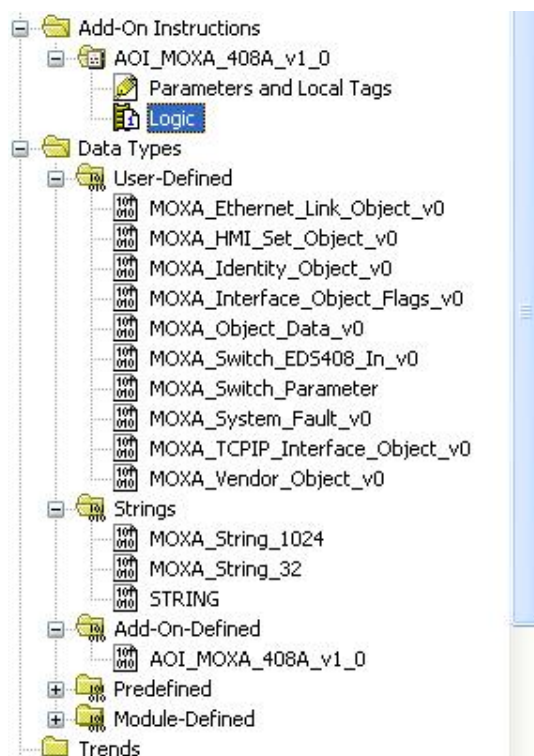 Add-On Instructions
AOI_MOXA_408A_v1_0
Parameters and Local Tags
Logic
Data Types
User-Defined
MOXA_Ethernet_Link_Object_v0
MOXA_HMI_Set_Object_v0
MOXA_Identity_Object_v0
MOXA_Interface_Object_Flags_v0
MOXA_Object_Data_v0
MOXA_Switch_EDS408_In_v0
MOXA_Switch_Parameter
MOXA_System_Fault_v0
MOXA_TCPIP_Interface_Object_v0
MOXA_Vendor_Object_v0
Strings
MOXA_String_1024
MOXA_String_32
STRING
Add-On-Defined
AOI_MOXA_408A_v1_0
Predefined
Module-Defined
Trends